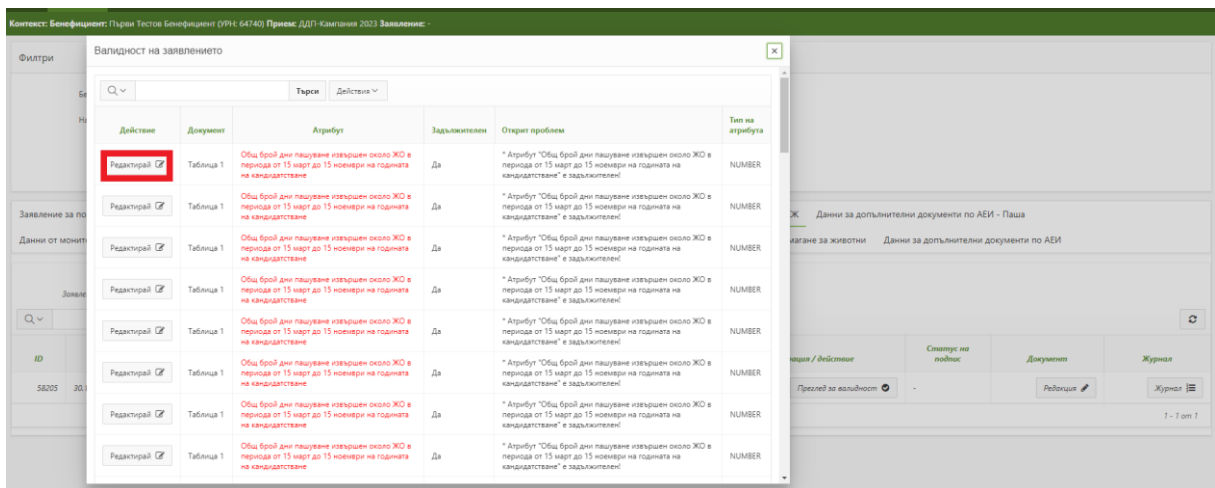 Контекст: Бенефициент: Първи Тестов Бенефициент (УРН: 64740) Прием: ДДП-Кампания 2023 Заявление: -
Филтри
Валидност на заявлението
Бе
На
Търси Действия
Действие Документ Атрибут Задължителен Открит проблем Тип на
атрибута
Редактирай Таблица 1 Общ брой дни пашуване извършен около ЖО в
периода от 15 март до 15 ноември на годината
на кандидатстване Да * Атрибут "Общ брой дни пашуване извършен около ЖО в
периода от 15 март до 15 ноември на годината на
кандидатстване" е задължителен! NUMBER
Редактирай Таблица 1 Общ брой дни пашуване извършен около ЖО в
периода от 15 март до 15 ноември на годината
на кандидатстване Да * Атрибут "Общ брой дни пашуване извършен около ЖО в
периода от 15 март до 15 ноември на годината на
кандидатстване" е задължителен! NUMBER
Редактирай Таблица 1 Общ брой дни пашуване извършен около ЖО в
периода от 15 март до 15 ноември на годината
на кандидатстване Да * Атрибут "Общ брой дни пашуване извършен около ЖО в
периода от 15 март до 15 ноември на годината на
кандидатстване" е задължителен! NUMBER
Редактирай Таблица 1 Общ брой дни пашуване извършен около ЖО в
периода от 15 март до 15 ноември на годината
на кандидатстване Да * Атрибут "Общ брой дни пашуване извършен около ЖО в
периода от 15 март до 15 ноември на годината на
кандидатстване" е задължителен! NUMBER
Редактирай Таблица 1 Общ брой дни пашуване извършен около ЖО в
периода от 15 март до 15 ноември на годината
на кандидатстване Да * Атрибут "Общ брой дни пашуване извършен около ЖО в
периода от 15 март до 15 ноември на годината на
кандидатстване" е задължителен! NUMBER
Редактирай Таблица 1 Общ брой дни пашуване извършен около ЖО в
периода от 15 март до 15 ноември на годината
на кандидатстване Да * Атрибут "Общ брой дни пашуване извършен около ЖО в
периода от 15 март до 15 ноември на годината на
кандидатстване" е задължителен! NUMBER
Редактирай Таблица 1 Общ брой дни пашуване извършен около ЖО в
периода от 15 март до 15 ноември на годината
на кандидатстване Да * Атрибут "Общ брой дни пашуване извършен около ЖО в
периода от 15 март до 15 ноември на годината на
кандидатстване" е задължителен! NUMBER
Редактирай Таблица 1 Общ брой дни пашуване извършен около ЖО в
периода от 15 март до 15 ноември на годината
на кандидатстване Да * Атрибут "Общ брой дни пашуване извършен около ЖО в
периода от 15 март до 15 ноември на годината на
кандидатстване" е задължителен! NUMBER
Заявление за по Ж Данни за допълнителни документи по АЕИ - Паша
Данни от монит магане за животни Данни за допълнителни документи по АЕИ
Заявле
ID рация / действие Статус на
подпис Документ Журнал
58205 30.1 Преглед за валидност - Редакция Журнал
1 - 1 от 1